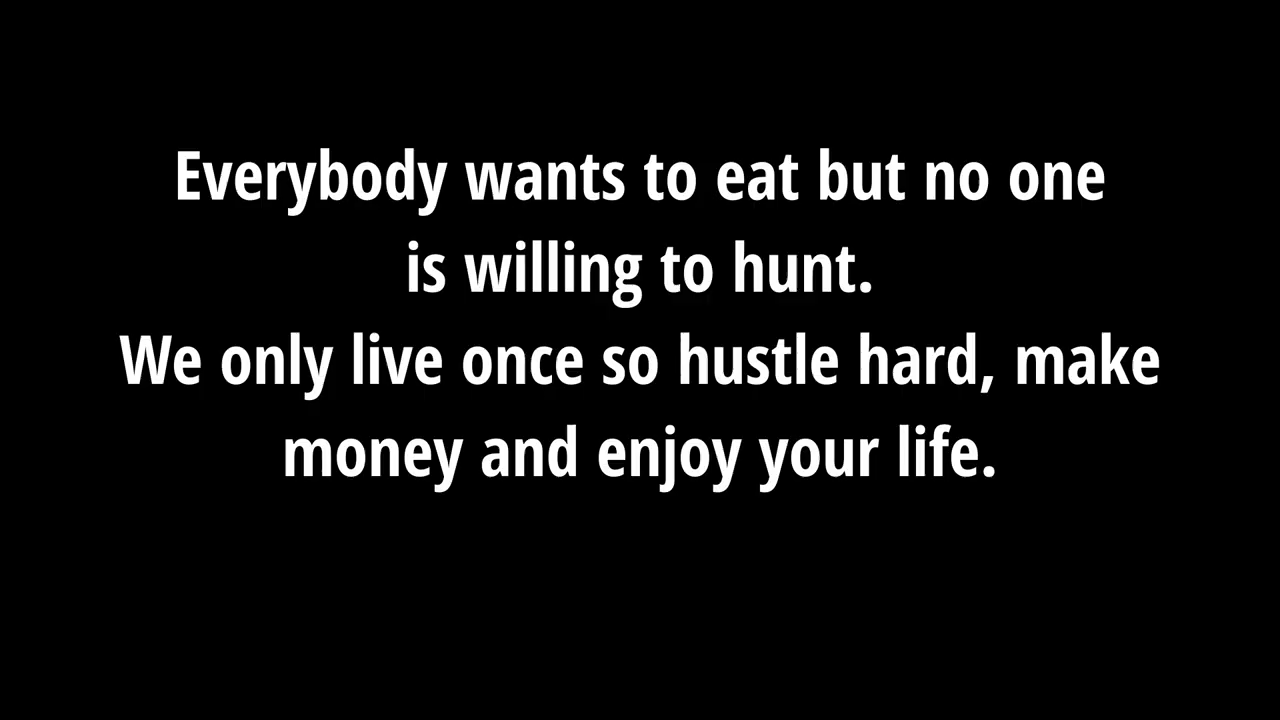 Everybody wants to eat but no one
is willing to hunt.
We only live once so hustle hard, make
money and enjoy your life.